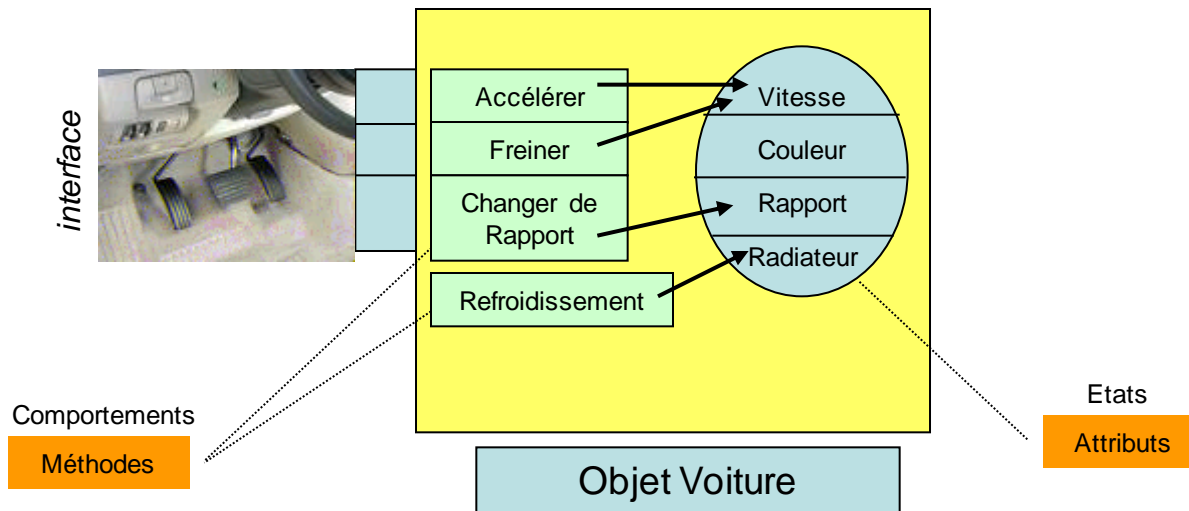 interface
Accélérer
Freiner
Changer de
Rapport
Refroidissement
Vitesse
Couleur
Rapport
Radiateur
Comportements
Méthodes
Etats
Attributs
Objet Voiture